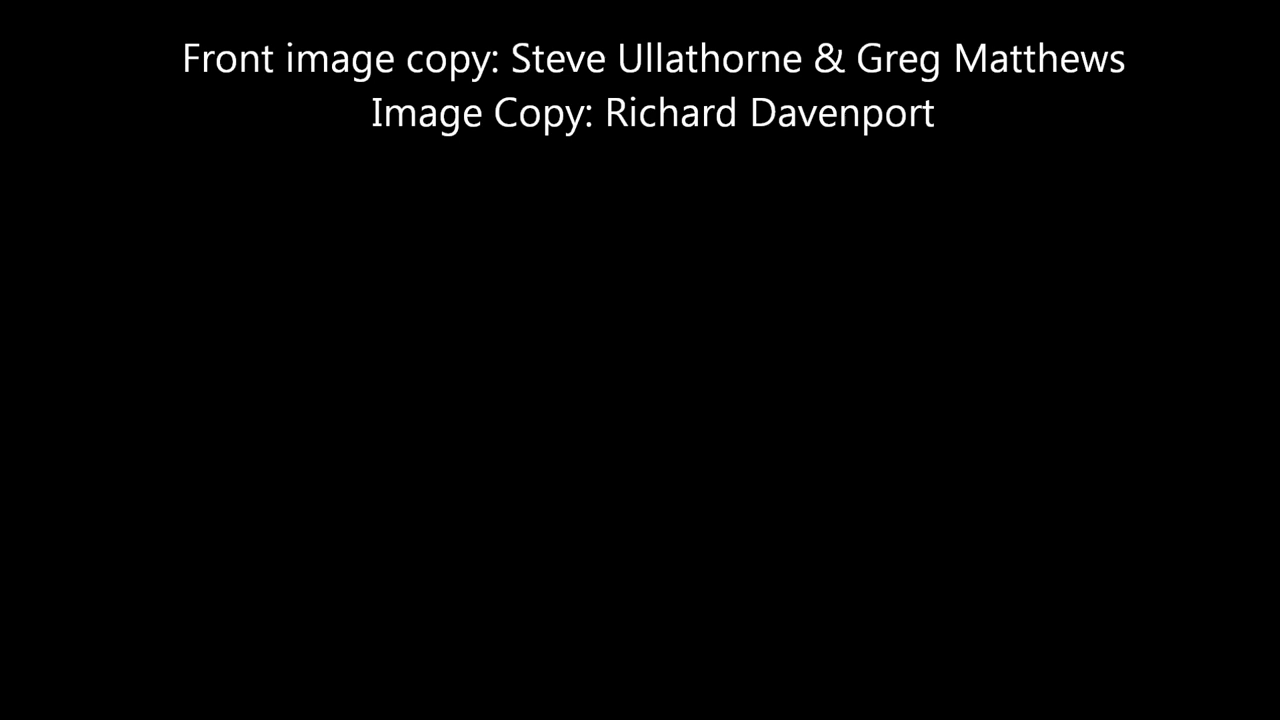 Front image copy: Steve Ullathorne & Greg Matthews
Image Copy: Richard Davenport